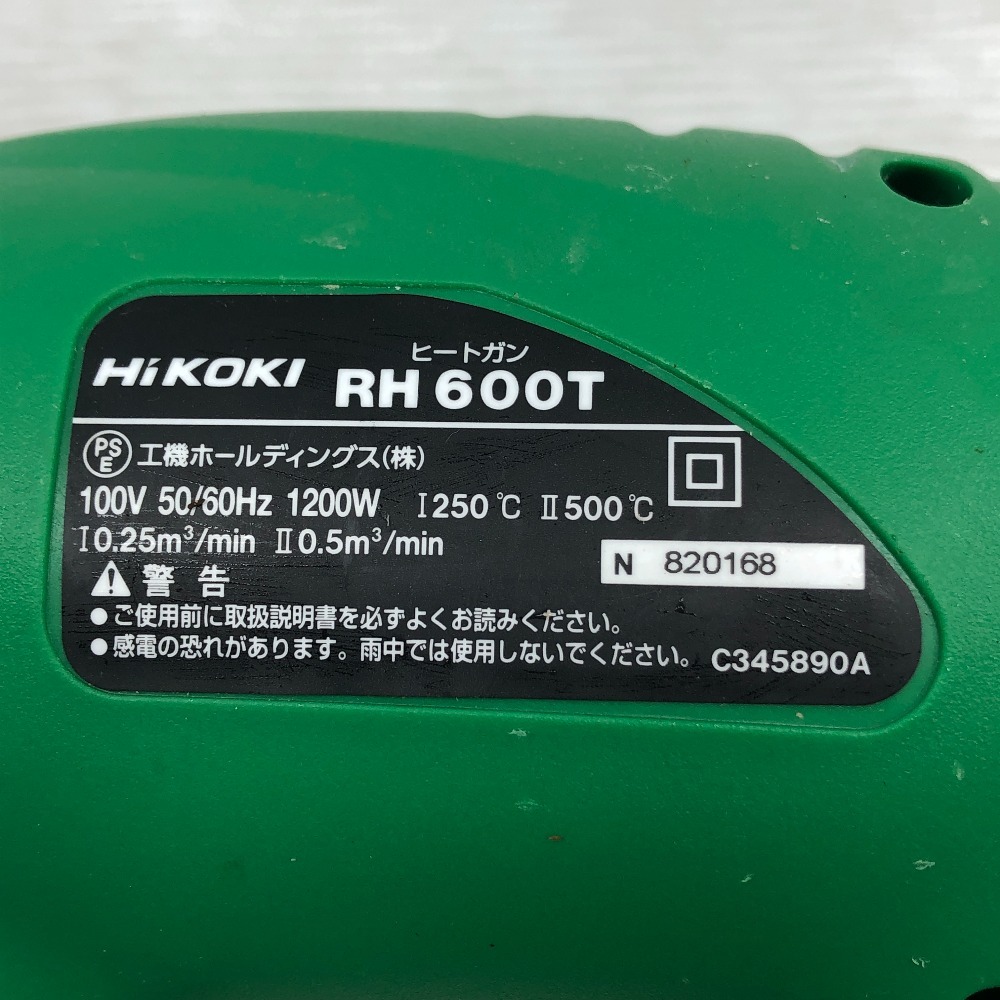 ヒートガン
HiKOKI RH600T
PSE 工機ホールディングス(株)
100V 50/60Hz 1200W Ⅰ250℃ Ⅱ500℃
Ⅰ0.25m³/min Ⅱ0.5m³/min
N 820168
警告
●ご使用前に取扱説明書を必ずよくお読みください。
●感電の恐れがあります。雨中では使用しないでください。 C345890A